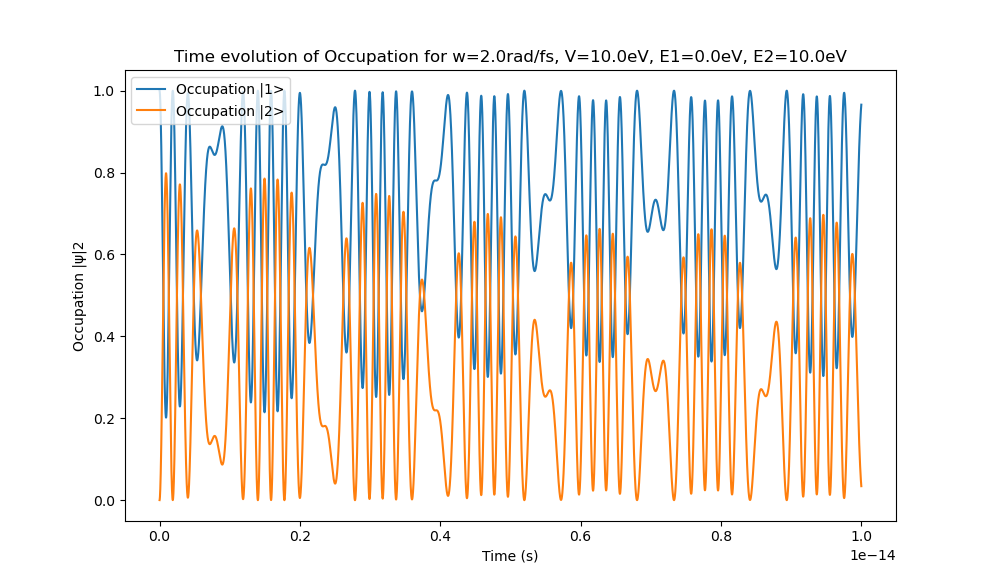 Time evolution of Occupation for w=2.0rad/fs, V=10.0eV, E1=0.0eV, E2=10.0eV
Occupation |1>
Occupation |2>
Occupation |ψ|2
1.0
0.8
0.6
0.4
0.2
0.0
0.0 0.2 0.4 0.6 0.8 1.0
1e−14
Time (s)